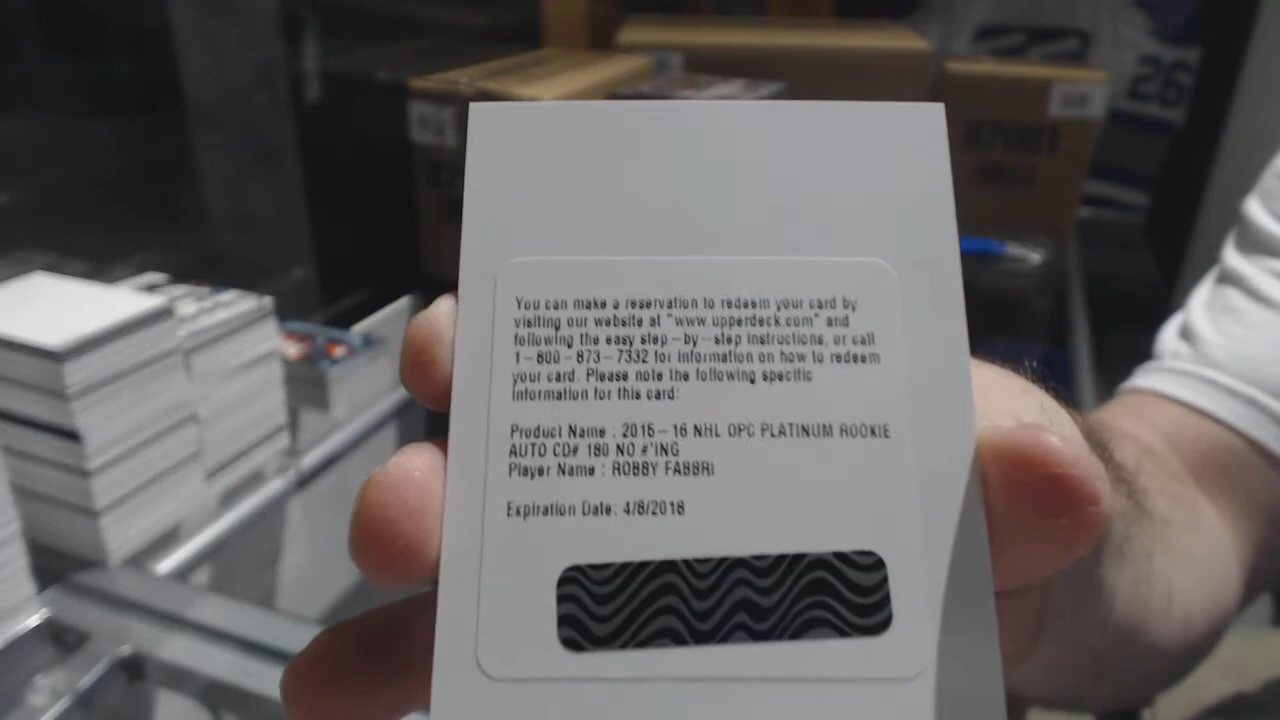 26
You can make a reservation to redeem your card by
visiting our website at "www.upperdeck.com" and
following the easy step-by-step instructions, or call
1-800-873-7332 for information on how to redeem
your card. Please note the following specific
information for this card:
Product Name : 2015-16 NHL OPC PLATINUM ROOKIE
AUTO CD# 180 NO #'ING
Player Name : ROBBY FABBRI
Expiration Date: 4/8/2018